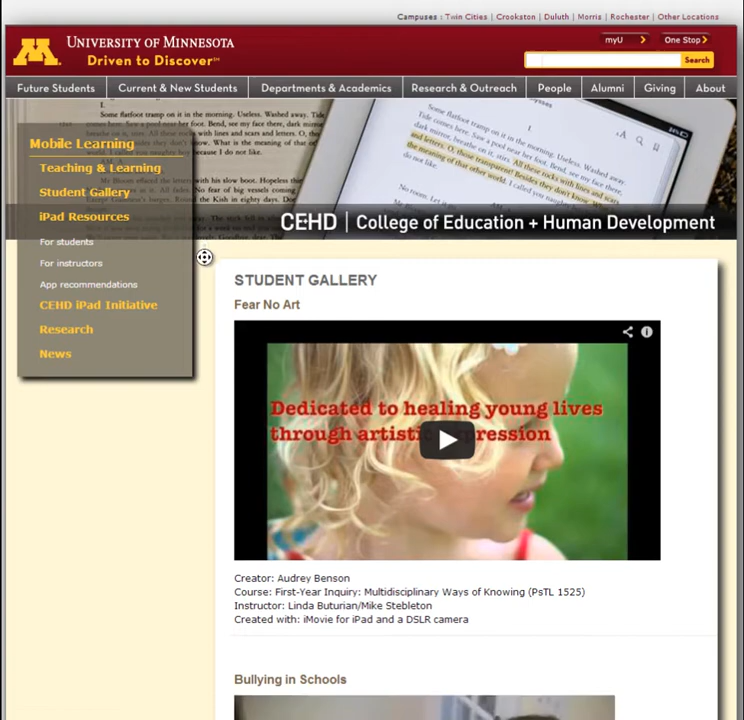 Campuses : Twin Cities | Crookston | Duluth | Morris | Rochester | Other Locations
M
UNIVERSITY OF MINNESOTA
Driven to Discover℠
myU
One Stop
Search
Future Students
Current & New Students
Departments & Academics
Research & Outreach
People
Alumni
Giving
About
Mobile Learning
Teaching & Learning
Student Gallery
iPad Resources
For students
For instructors
App recommendations
CEHD iPad Initiative
Research
News
CEHD | College of Education + Human Development
STUDENT GALLERY
Fear No Art
Dedicated to healing young lives
through
Creator: Audrey Benson
Course: First-Year Inquiry: Multidisciplinary Ways of Knowing (PsTL 1525)
Instructor: Linda Buturian/Mike Stebleton
Created with: iMovie for iPad and a DSLR camera
Bullying in Schools